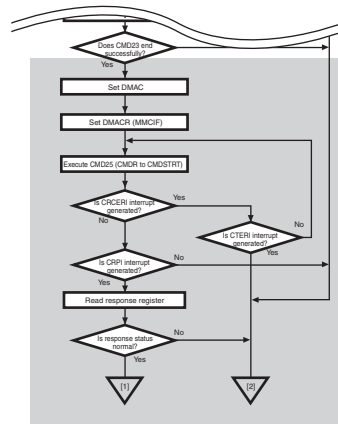 Does CMD23 end
successfully?
Yes
Set DMAC
Set DMACR (MMCIF)
Execute CMD25 (CMDR to CMDSTRT)
Is CRCERI interrupt
generated?
Yes
No
Is CTERI interrupt
generated?
No
Yes
Is CRPI interrupt
generated?
No
Yes
Read response register
Is response status
normal?
No
Yes
[1]
[2]